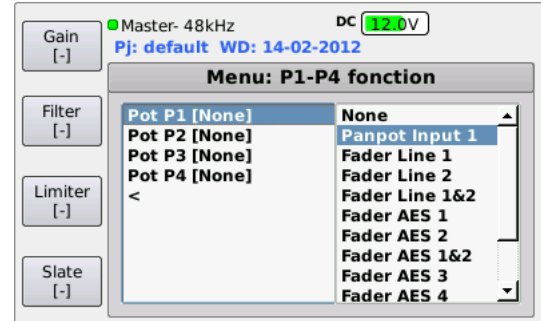 Gain
[-]
Master- 48kHz
DC 12.0V
Pj: default WD: 14-02-2012
Menu: P1-P4 fonction
Filter
[-]
Limiter
[-]
Slate
[-]
Pot P1 [None]
Pot P2 [None]
Pot P3 [None]
Pot P4 [None]
<
None
Panpot Input 1
Fader Line 1
Fader Line 2
Fader Line 1&2
Fader AES 1
Fader AES 2
Fader AES 1&2
Fader AES 3
Fader AES 4